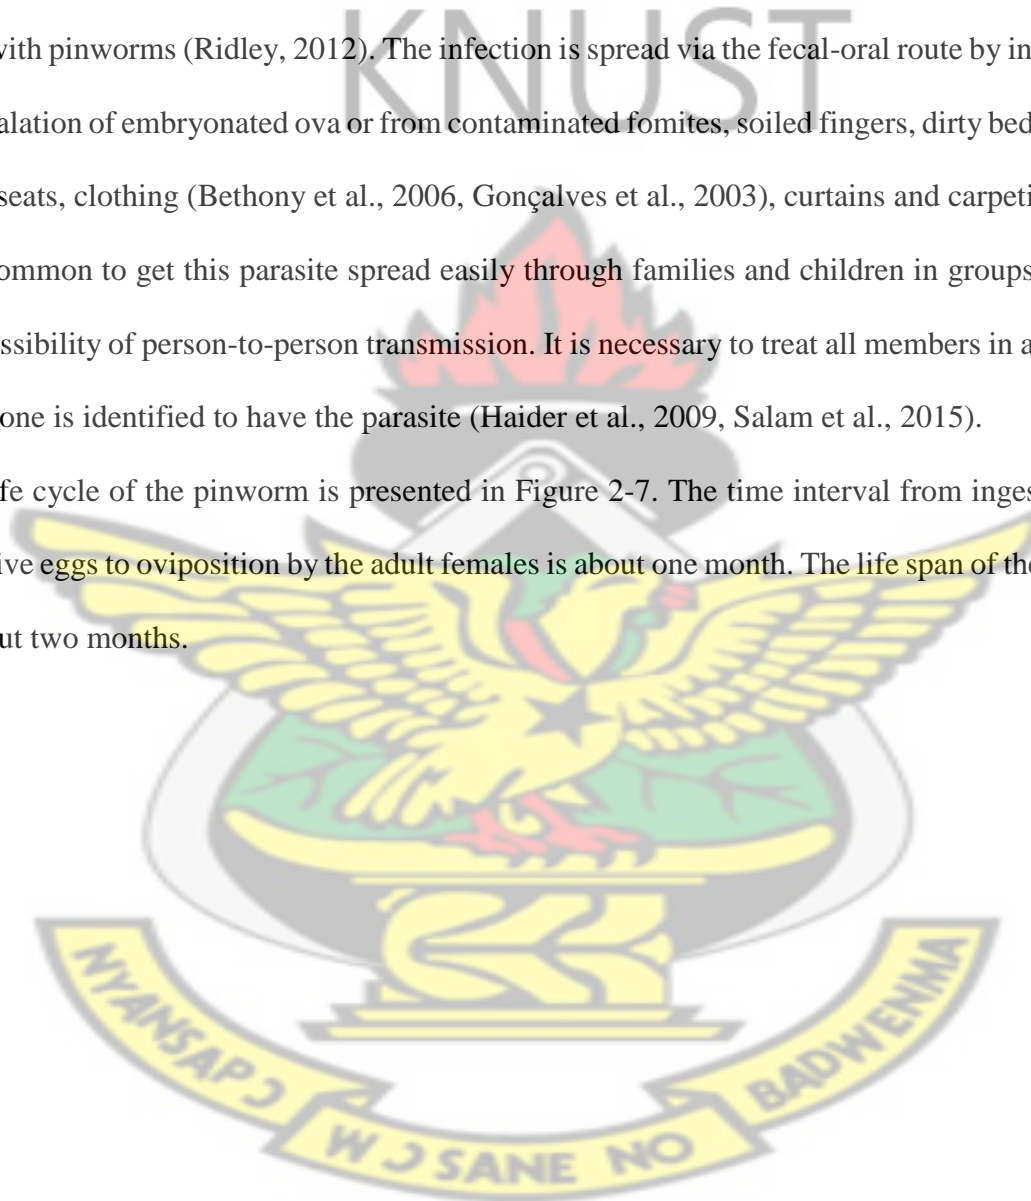 KNUST
with pinworms (Ridley, 2012). The infection is spread via the fecal-oral route by in
alation of embryonated ova or from contaminated fomites, soiled fingers, dirty bed
seats, clothing (Bethony et al., 2006, Gonçalves et al., 2003), curtains and carpeti
ommon to get this parasite spread easily through families and children in groups
ssibility of person-to-person transmission. It is necessary to treat all members in a
one is identified to have the parasite (Haider et al., 2009, Salam et al., 2015).
fe cycle of the pinworm is presented in Figure 2-7. The time interval from inges
ive eggs to oviposition by the adult females is about one month. The life span of the
ut two months.
NYANSAPƆ
WƆSANE NO
BADWENMA